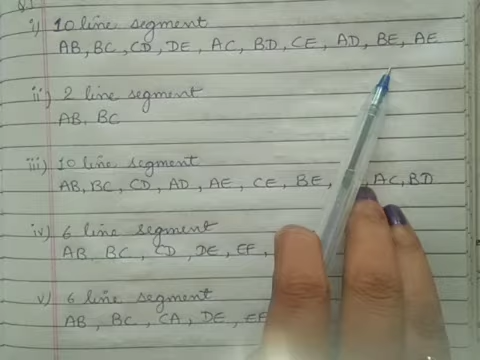 i) 10 line segment
AB, BC, CD, DE, AC, BD, CE, AD, BE, AE
ii) 2 line segment
AB, BC
iii) 10 line segment
AB, BC, CD, AD, AE, CE, BE, AC, BD
iv) 6 line segment
AB, BC, CD, DE, EF,
v) 6 line segment
AB, BC, CA, DE, EF